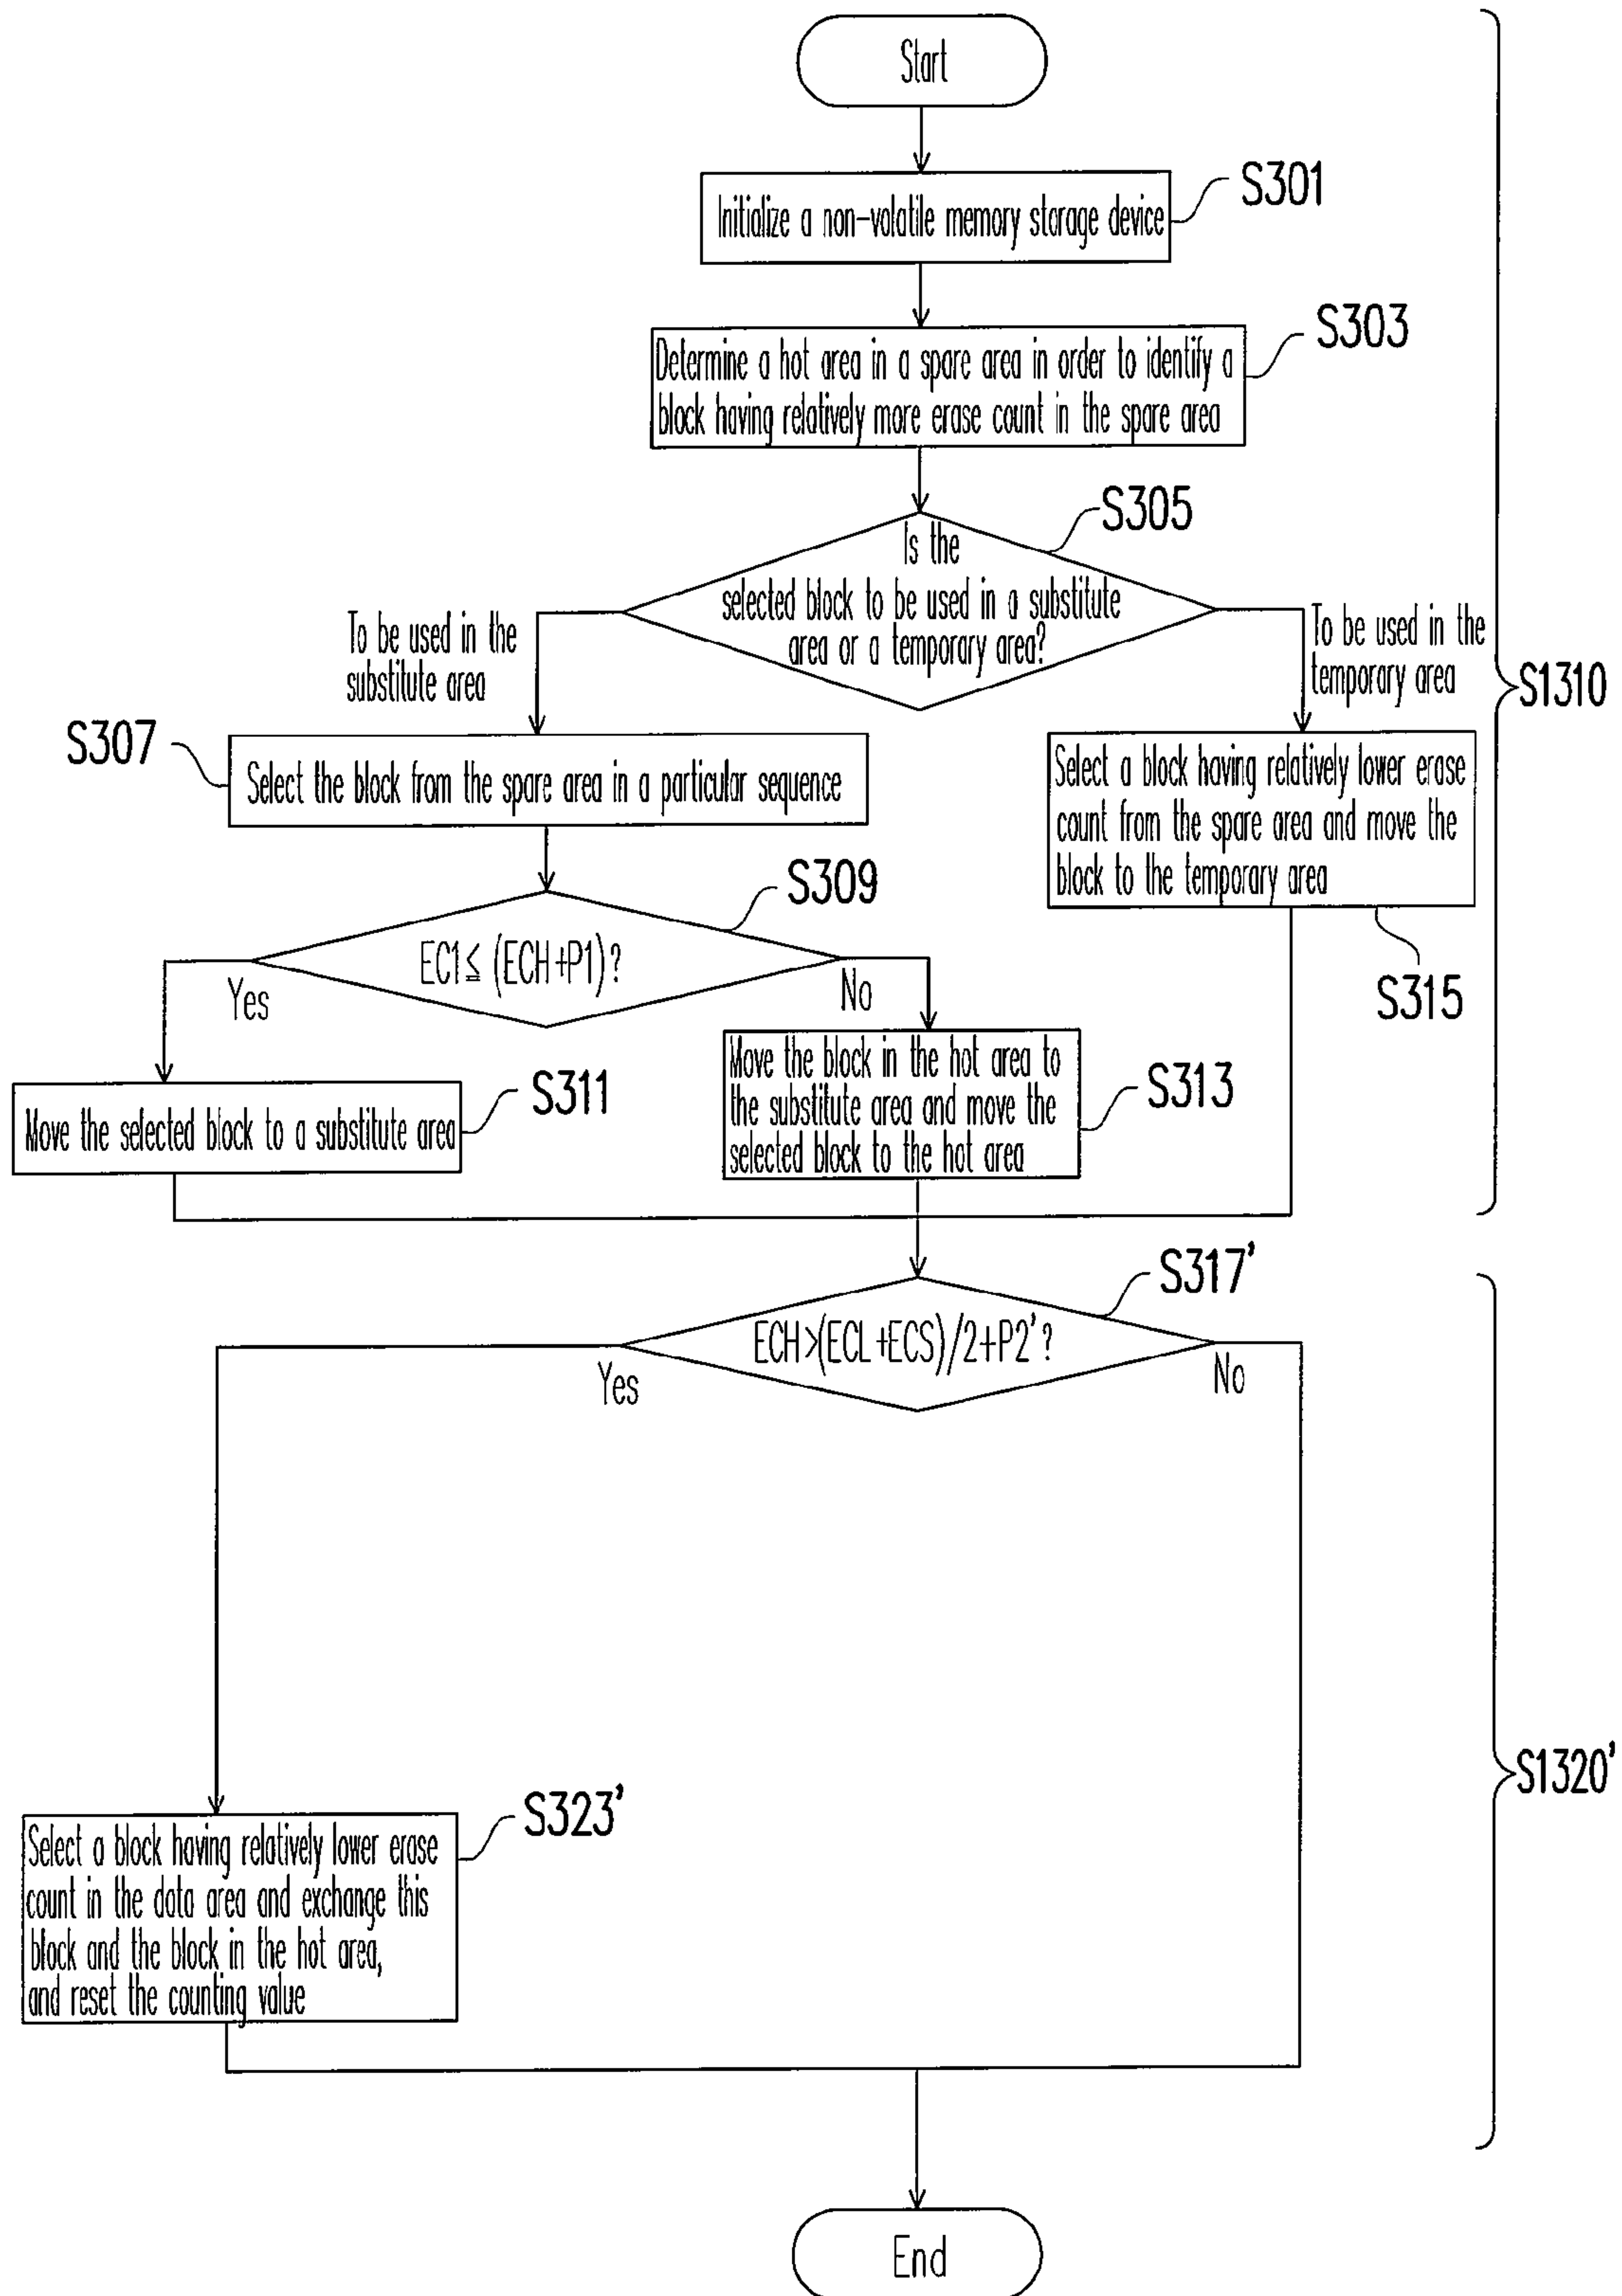 Start
S301
Initialize a non-volatile memory storage device
S303
Determine a hot area in a spare area in order to identify a
block having relatively more erase count in the spare area
S305
Is the
selected block to be used in a substitute
area or a temporary area?
To be used in the
substitute area
To be used in the
temporary area
S1310
S307
Select the block from the spare area in a particular sequence
Select a block having relatively lower erase
count from the spare area and move the
block to the temporary area
S315
S309
EC1≦(ECH+P1)?
Yes
No
Move the selected block to a substitute area
S311
Move the block in the hot area to
the substitute area and move the
selected block to the hot area
S313
S317'
ECH>(ECL+ECS)/2+P2'?
Yes
No
S1320'
S323'
Select a block having relatively lower erase
count in the data area and exchange this
block and the block in the hot area,
and reset the counting value
End